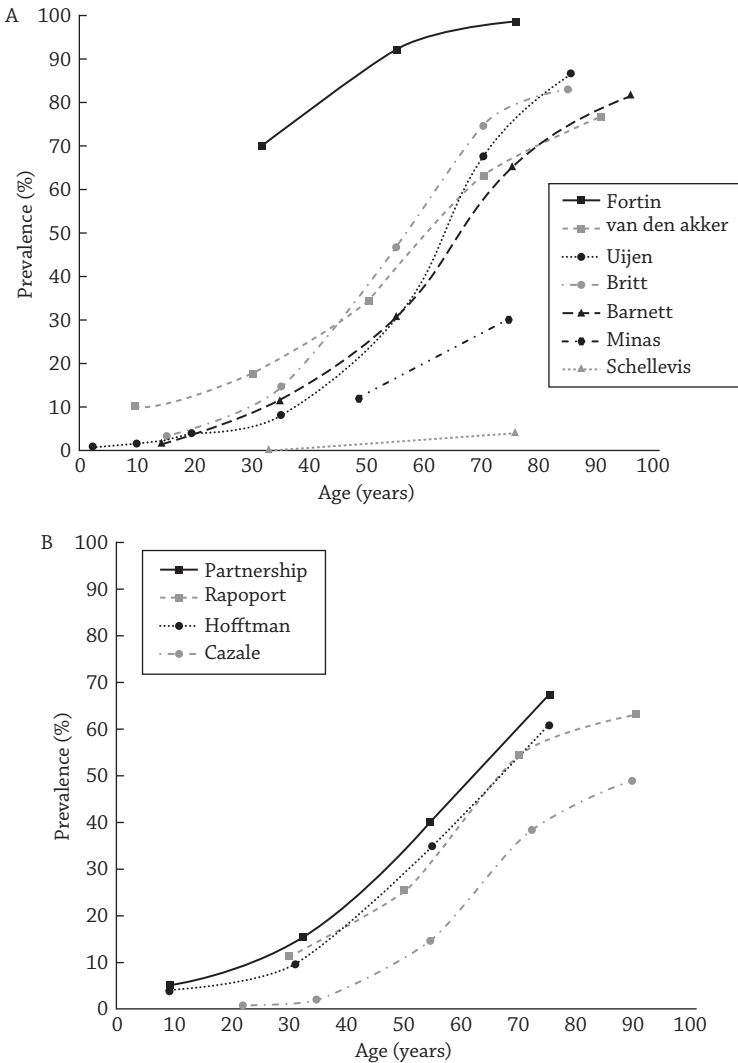 A
100
90
80
70
60
50
40
30
20
10
0
Prevalence (%)
Fortin
van den akker
Uijen
Britt
Barnett
Minas
Schellevis
0 10 20 30 40 50 60 70 80 90 100
Age (years)
B
100
90
80
70
60
50
40
30
20
10
0
Prevalence (%)
Partnership
Rapoport
Hofftman
Cazale
0 10 20 30 40 50 60 70 80 90 100
Age (years)